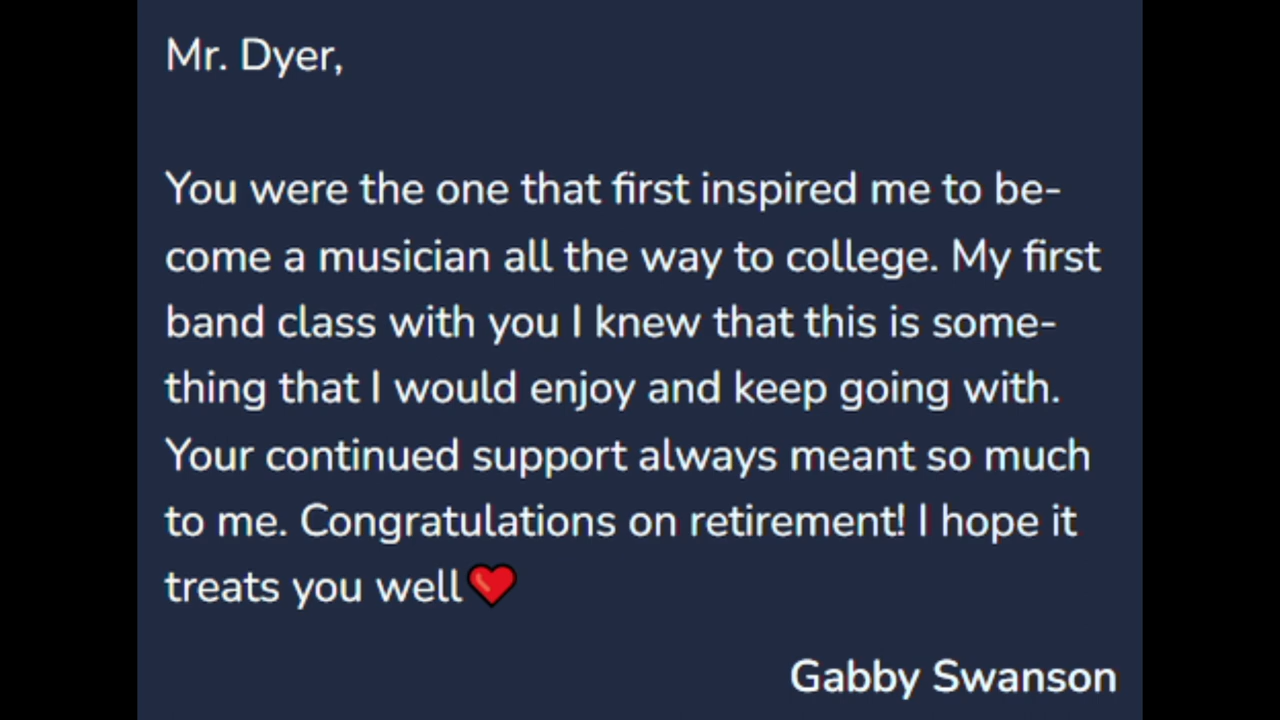 Mr. Dyer,
You were the one that first inspired me to be-
come a musician all the way to college. My first
band class with you I knew that this is some-
thing that I would enjoy and keep going with.
Your continued support always meant so much
to me. Congratulations on retirement! I hope it
treats you well❤️
Gabby Swanson